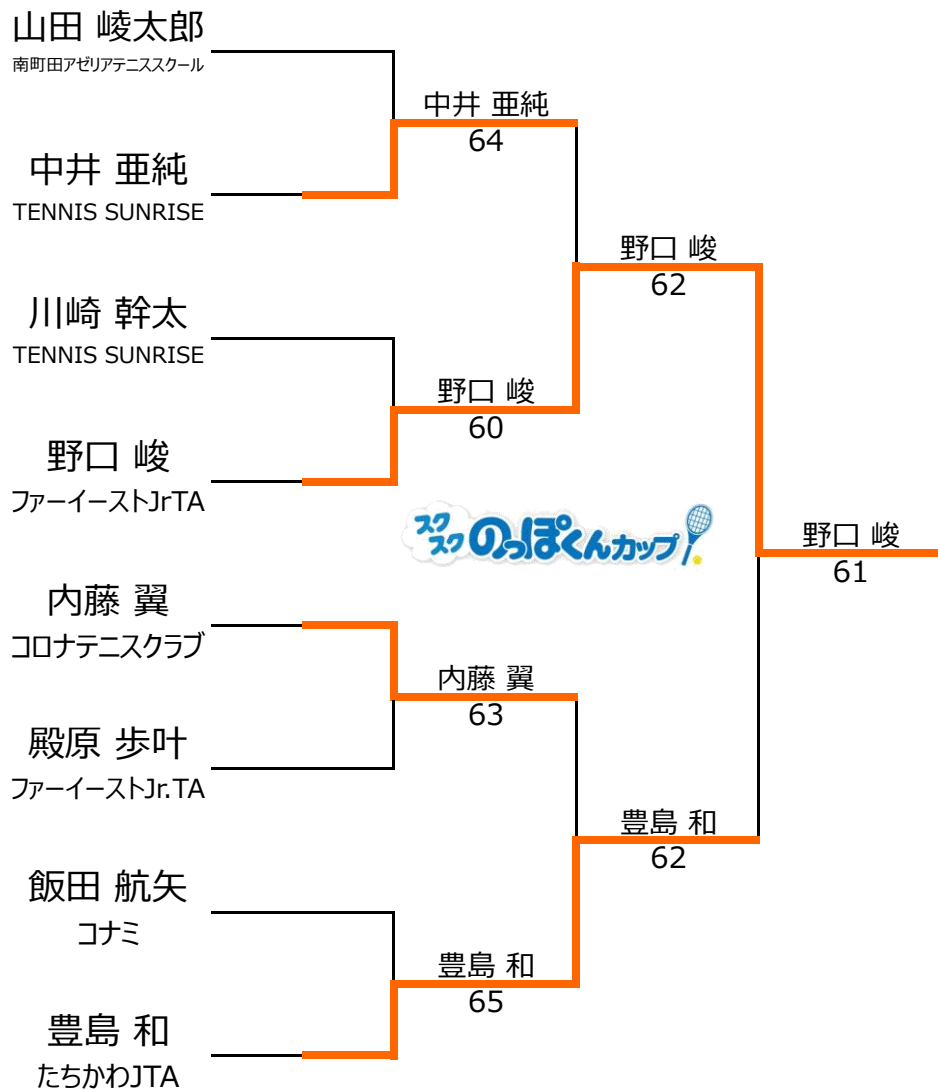 山田 崚太郎
南町田アゼリアテニススクール
中井 亜純
64
中井 亜純
TENNIS SUNRISE
野口 峻
62
川崎 幹太
TENNIS SUNRISE
野口 峻
60
野口 峻
ファーイーストJrTA
スクスク のっぽくんカップ
野口 峻
61
内藤 翼
コロナテニスクラブ
内藤 翼
63
殿原 歩叶
ファーイーストJr.TA
豊島 和
62
飯田 航矢
コナミ
豊島 和
65
豊島 和
たちかわJTA